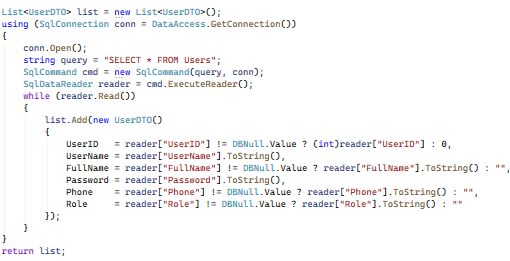 List<UserDTO> list = new List<UserDTO>();
using (SqlConnection conn = DataAccess.GetConnection())
{
    conn.Open();
    string query = "SELECT * FROM Users";
    SqlCommand cmd = new SqlCommand(query, conn);
    SqlDataReader reader = cmd.ExecuteReader();
    while (reader.Read())
    {
        list.Add(new UserDTO()
        {
            UserID   = reader["UserID"] != DBNull.Value ? (int)reader["UserID"] : 0,
            UserName = reader["UserName"].ToString(),
            FullName = reader["FullName"] != DBNull.Value ? reader["FullName"].ToString() : "",
            Password = reader["Password"].ToString(),
            Phone    = reader["Phone"] != DBNull.Value ? reader["Phone"].ToString() : "",
            Role     = reader["Role"] != DBNull.Value ? reader["Role"].ToString() : ""
        });
    }
}
return list;